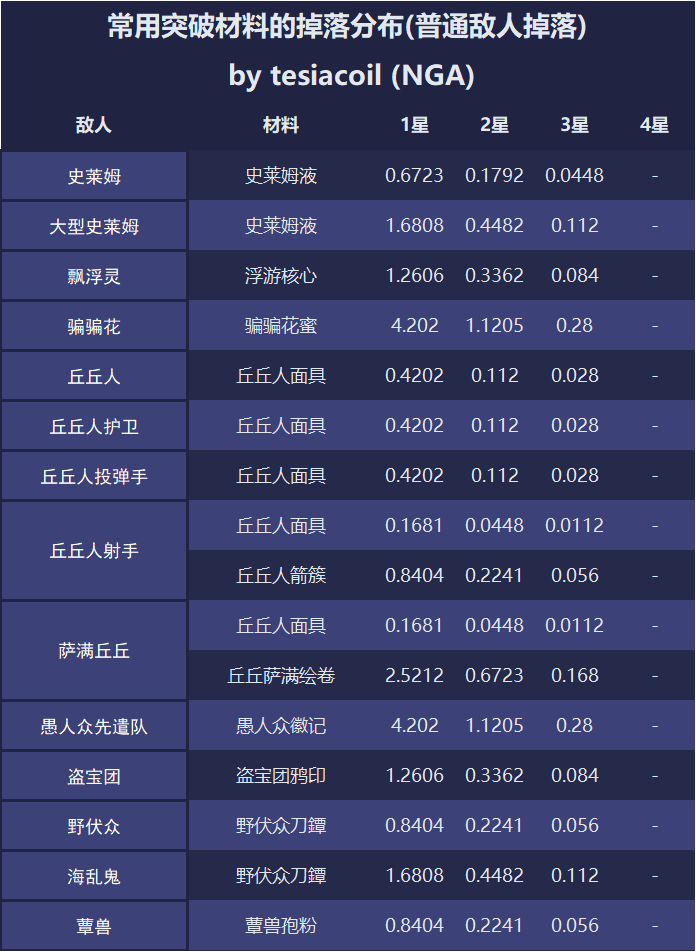 常用突破材料的掉落分布(普通敌人掉落)
by tesiacoil (NGA)
敌人 材料 1星 2星 3星 4星
史莱姆 史莱姆液 0.6723 0.1792 0.0448 -
大型史莱姆 史莱姆液 1.6808 0.4482 0.112 -
飘浮灵 浮游核心 1.2606 0.3362 0.084 -
骗骗花 骗骗花蜜 4.202 1.1205 0.28 -
丘丘人 丘丘人面具 0.4202 0.112 0.028 -
丘丘人护卫 丘丘人面具 0.4202 0.112 0.028 -
丘丘人投弹手 丘丘人面具 0.4202 0.112 0.028 -
丘丘人射手 丘丘人面具 0.1681 0.0448 0.0112 -
丘丘人箭簇 0.8404 0.2241 0.056 -
萨满丘丘 丘丘人面具 0.1681 0.0448 0.0112 -
丘丘萨满绘卷 2.5212 0.6723 0.168 -
愚人众先遣队 愚人众徽记 4.202 1.1205 0.28 -
盗宝团 盗宝团鸦印 1.2606 0.3362 0.084 -
野伏众 野伏众刀鐔 0.8404 0.2241 0.056 -
海乱鬼 野伏众刀鐔 1.6808 0.4482 0.112 -
蕈兽 蕈兽孢粉 0.8404 0.2241 0.056 -